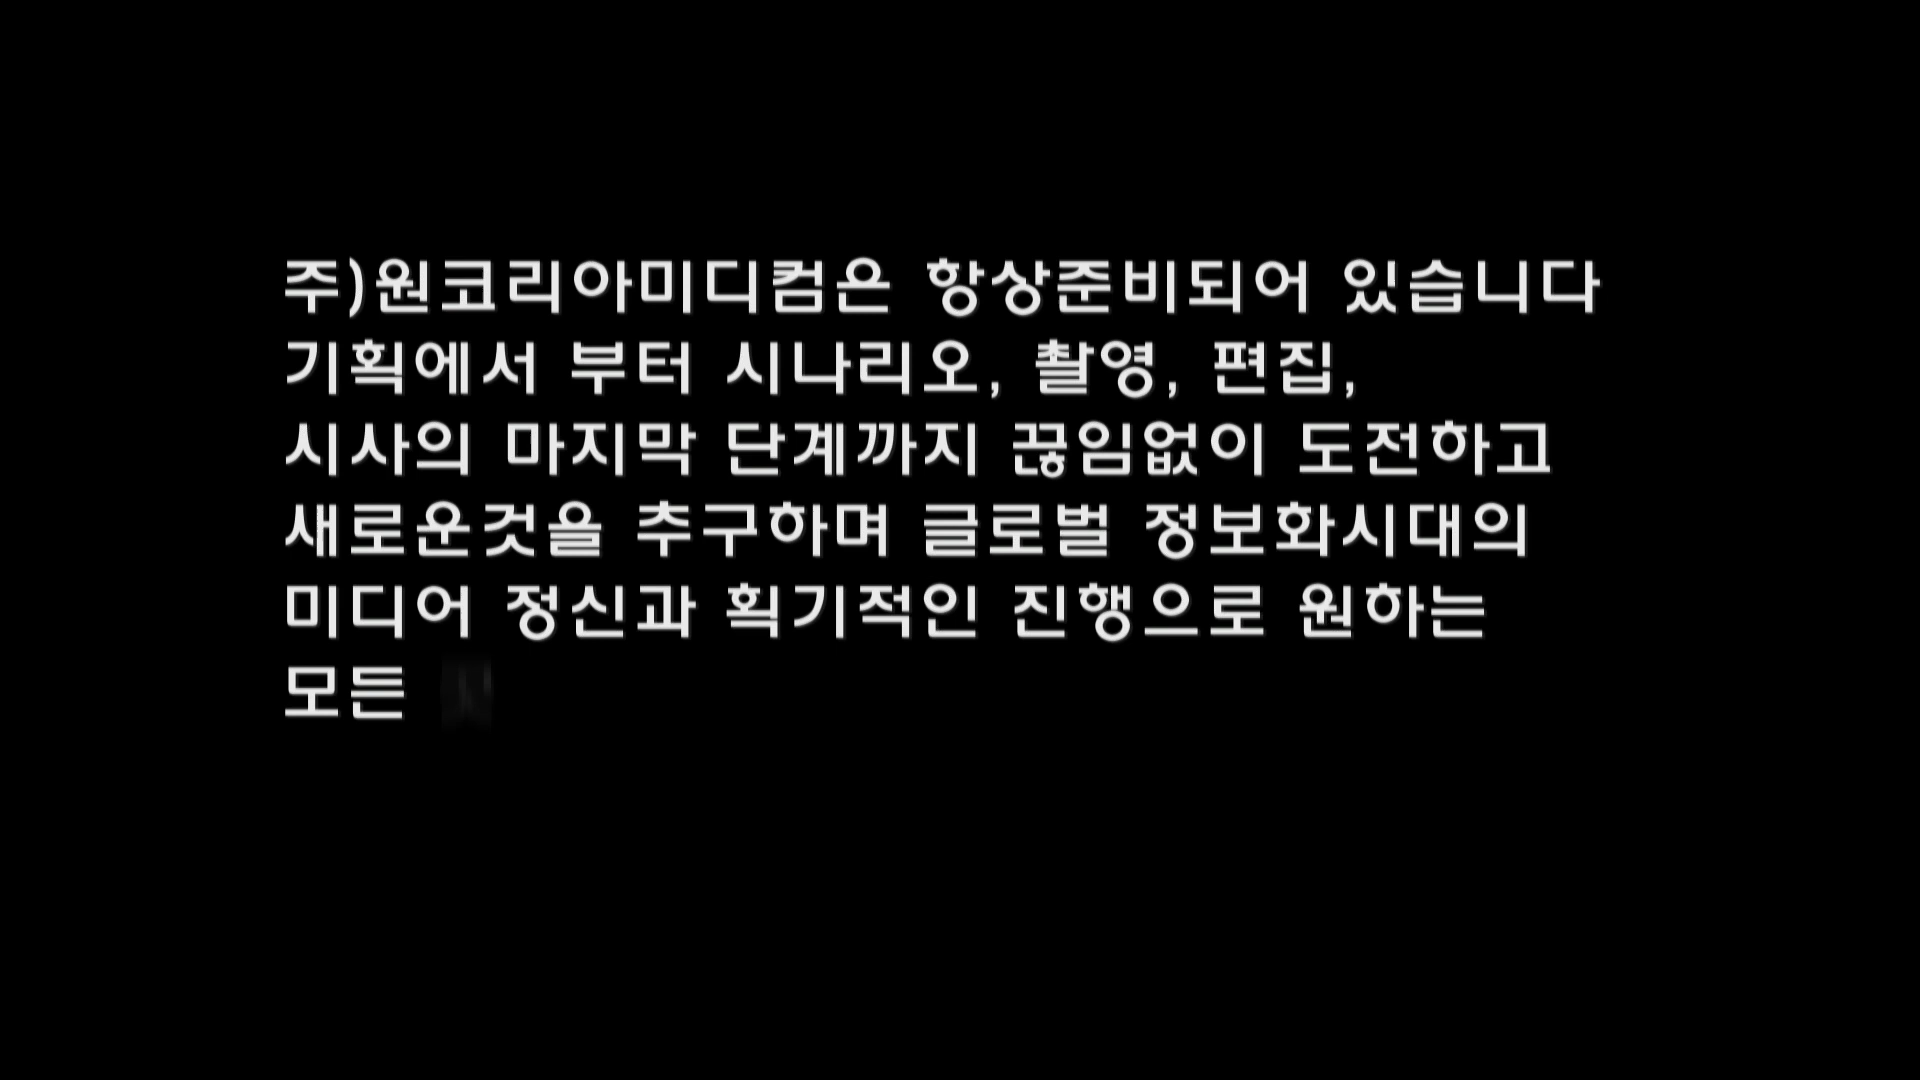 주)원코리아미디컴은 항상준비되어 있습니다
기획에서 부터 시나리오, 촬영, 편집,
시사의 마지막 단계까지 끊임없이 도전하고
새로운것을 추구하며 글로벌 정보화시대의
미디어 정신과 획기적인 진행으로 원하는
모든